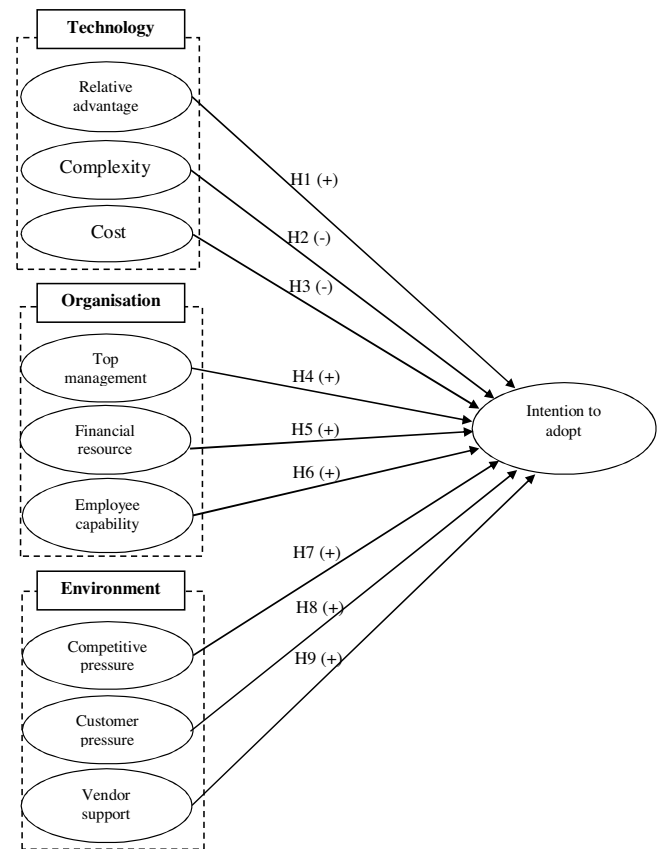 Technology
Relative
advantage
Complexity
Cost
H1 (+)
H2 (-)
H3 (-)
Organisation
Top
management
Financial
resource
Employee
capability
H4 (+)
H5 (+)
H6 (+)
Intention to
adopt
Environment
Competitive
pressure
Customer
pressure
Vendor
support
H7 (+)
H8 (+)
H9 (+)